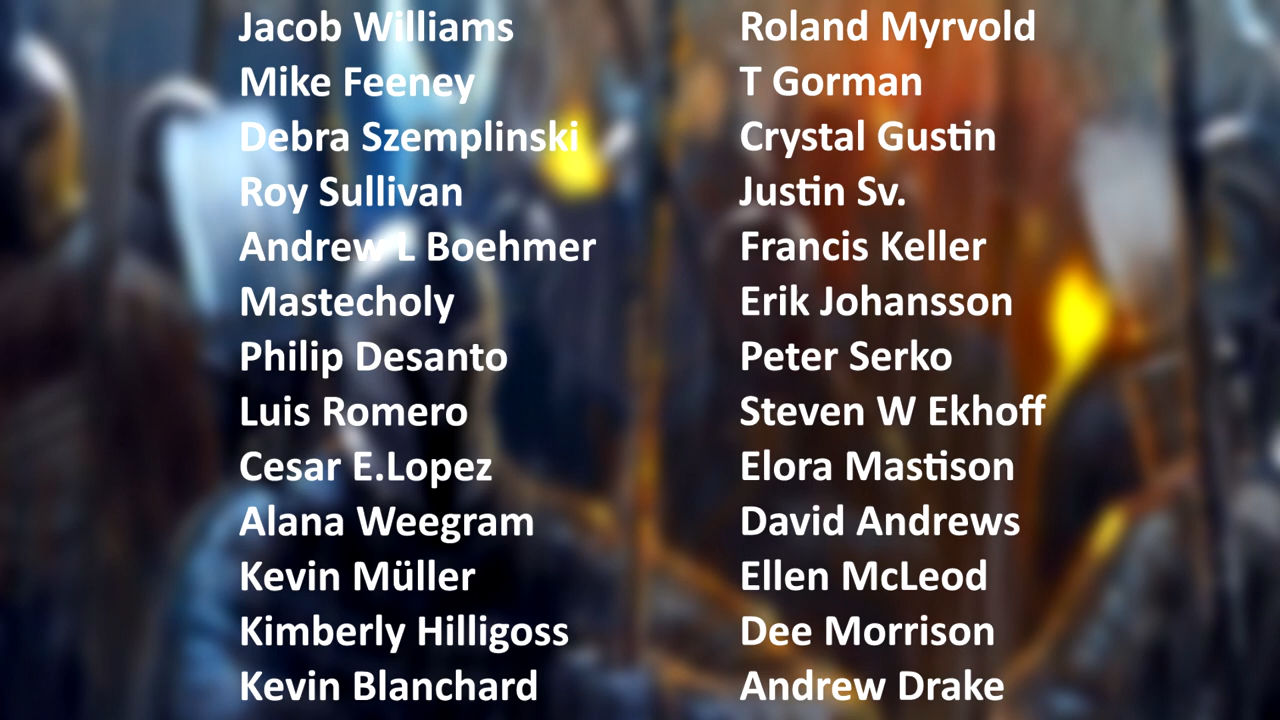 Jacob Williams
Mike Feeney
Debra Szemplinski
Roy Sullivan
Andrew L Boehmer
Mastecholy
Philip Desanto
Luis Romero
Cesar E.Lopez
Alana Weegram
Kevin Müller
Kimberly Hilligoss
Kevin Blanchard
Roland Myrvold
T Gorman
Crystal Gustin
Justin Sv.
Francis Keller
Erik Johansson
Peter Serko
Steven W Ekhoff
Elora Mastison
David Andrews
Ellen McLeod
Dee Morrison
Andrew Drake